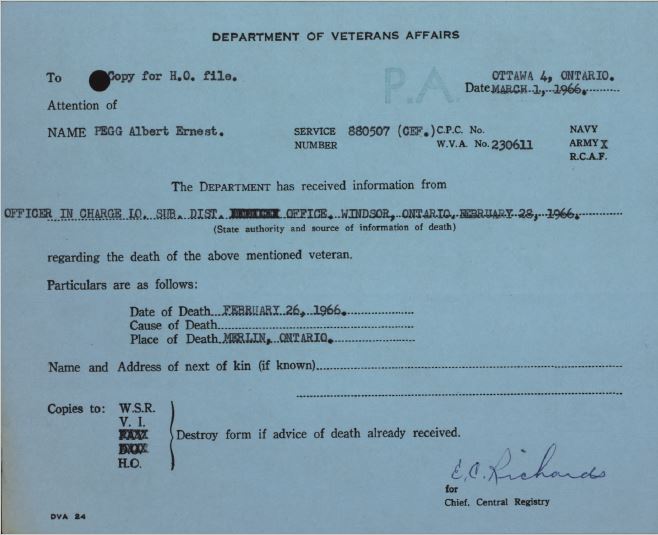 DEPARTMENT OF VETERANS AFFAIRS
To Copy for H.O. file.
P.A.
OTTAWA 4, ONTARIO.
Date MARCH 1, 1966.
Attention of
NAME PEGG Albert Ernest. SERVICE NUMBER 880507 (CEF.) C.P.C. No.
W.V.A. No. 230611
NAVY
ARMY X
R.C.A.F.
The DEPARTMENT has received information from
OFFICER IN CHARGE IO. SUB. DIST. OFFICE. WINDSOR, ONTARIO. FEBRUARY 28, 1966.
(State authority and source of information of death)
regarding the death of the above mentioned veteran.
Particulars are as follows:
Date of Death FEBRUARY 26, 1966.
Cause of Death
Place of Death MERLIN, ONTARIO.
Name and Address of next of kin (if known)
Copies to: W.S.R.
V. I.
H.O.
Destroy form if advice of death already received.
E.C. Richards
for
Chief, Central Registry
DVA 24